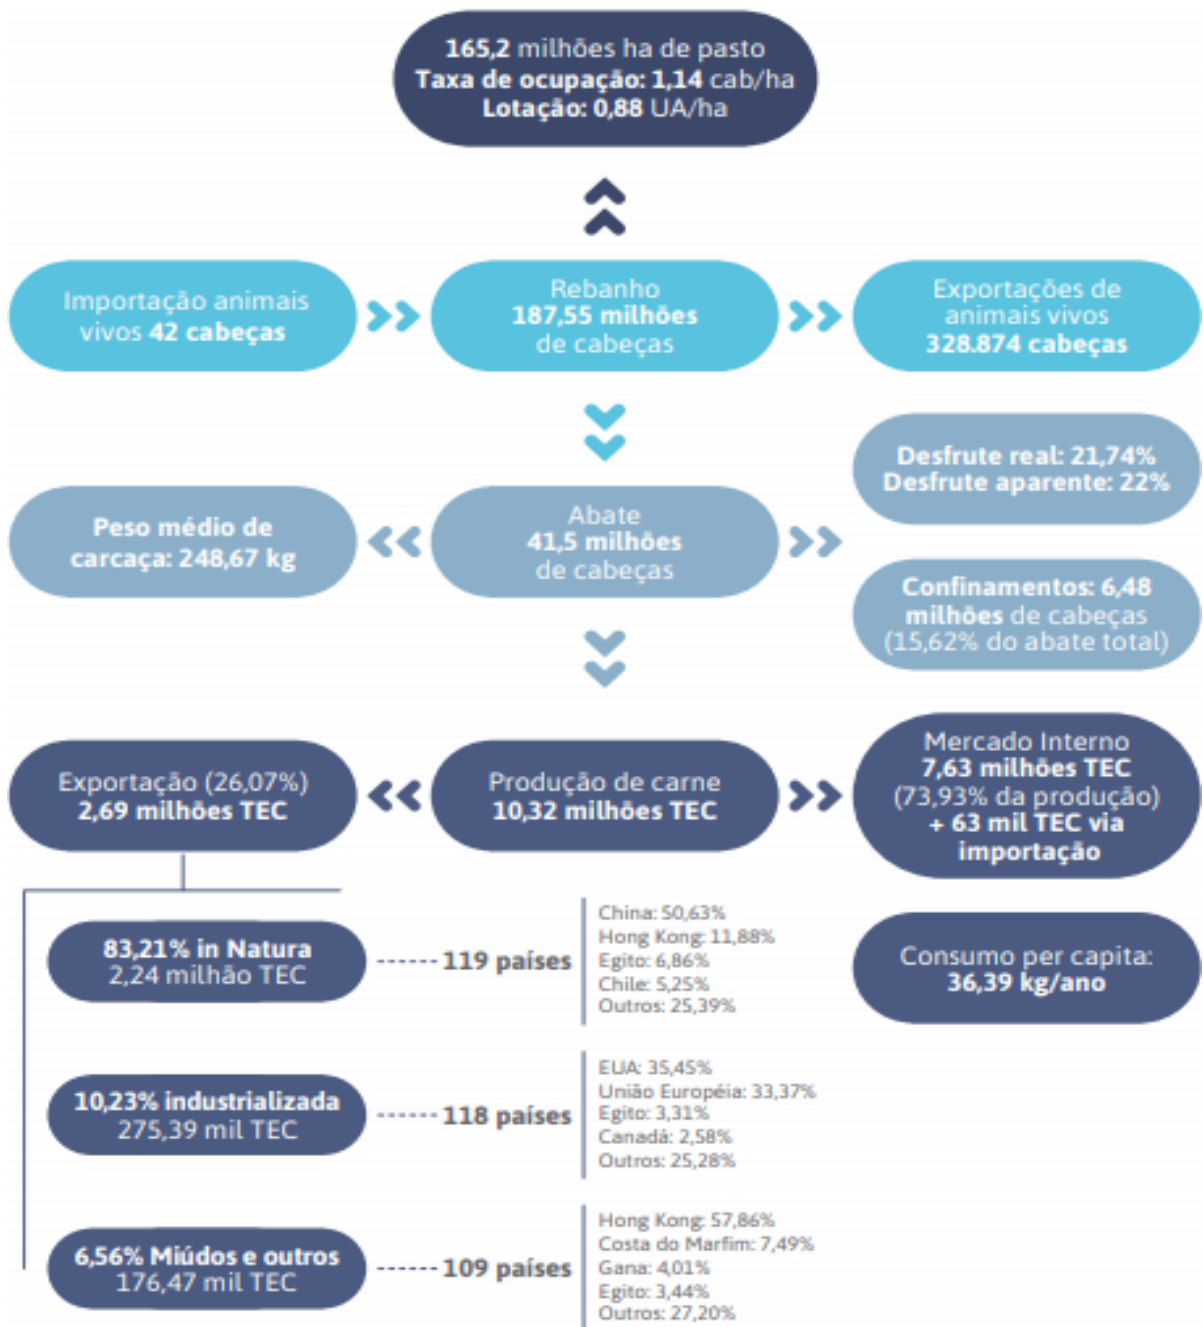 165,2 milhões ha de pasto
Taxa de ocupação: 1,14 cab/ha
Lotação: 0,88 UA/ha
Importação animais
vivos 42 cabeças
Rebanho
187,55 milhões
de cabeças
Exportações de
animais vivos
328.874 cabeças
Desfrute real: 21,74%
Desfrute aparente: 22%
Peso médio de
carcaça: 248,67 kg
Abate
41,5 milhões
de cabeças
Confinamentos: 6,48
milhões de cabeças
(15,62% do abate total)
Exportação (26,07%)
2,69 milhões TEC
Produção de carne
10,32 milhões TEC
Mercado Interno
7,63 milhões TEC
(73,93% da produção)
+ 63 mil TEC via
importação
83,21% in Natura
2,24 milhão TEC
119 países
China: 50,63%
Hong Kong: 11,88%
Egito: 6,86%
Chile: 5,25%
Outros: 25,39%
Consumo per capita:
36,39 kg/ano
10,23% industrializada
275,39 mil TEC
118 países
EUA: 35,45%
União Européia: 33,37%
Egito: 3,31%
Canadá: 2,58%
Outros: 25,28%
6,56% Miúdos e outros
176,47 mil TEC
109 países
Hong Kong: 57,86%
Costa do Marfim: 7,49%
Gana: 4,01%
Egito: 3,44%
Outros: 27,20%